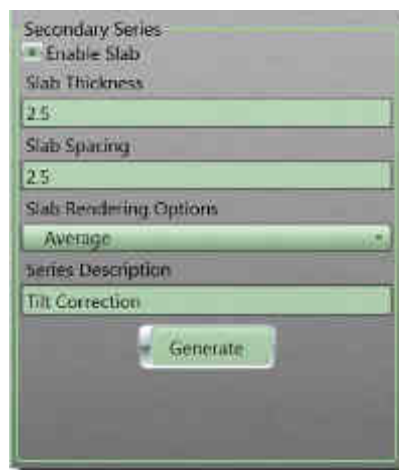 Secondary Series
Enable Slab
Slab Thickness
2.5
Slab Spacing
2.5
Slab Rendering Options
Average
Series Description
Tilt Correction
Generate